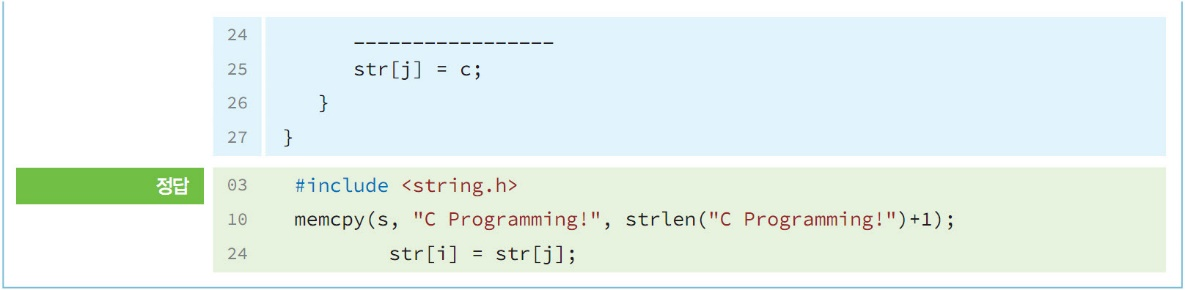 24 _________________
25 str[j] = c;
26 }
27 }
정답 03 #include <string.h>
10 memcpy(s, "C Programming!", strlen("C Programming!")+1);
24 str[i] = str[j];